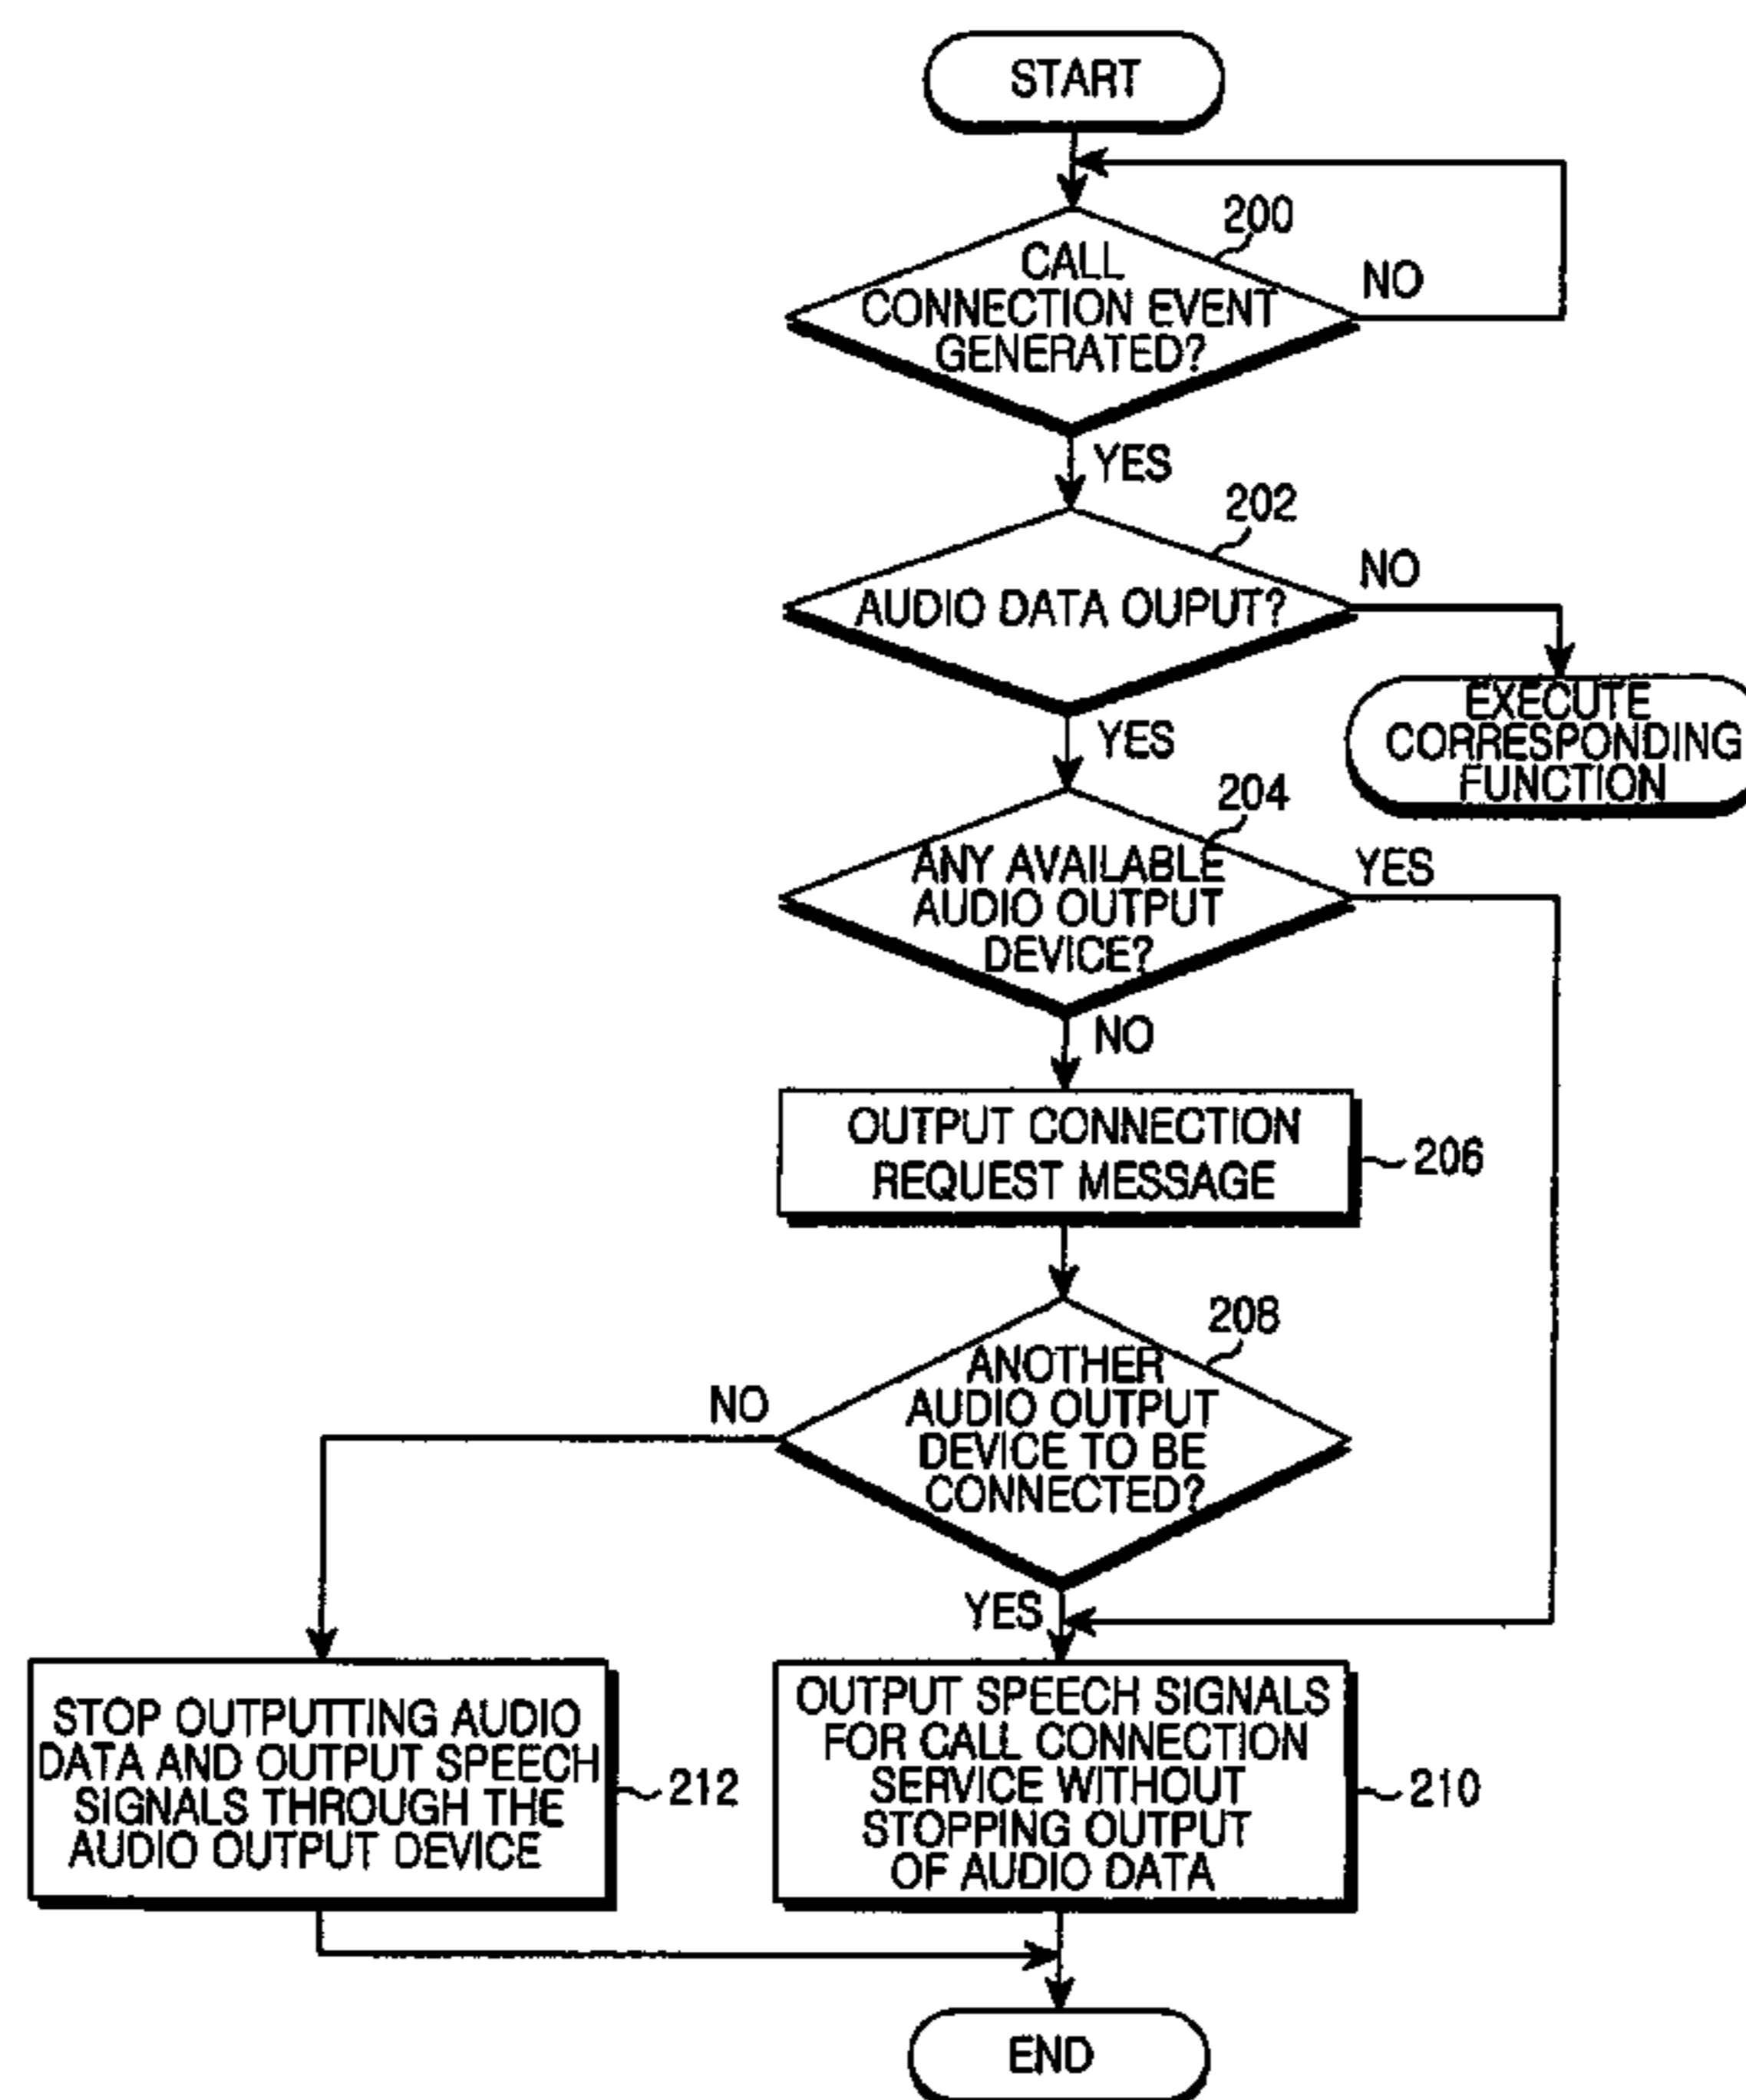 START
200
CALL
CONNECTION EVENT
GENERATED?
NO
YES
202
AUDIO DATA OUPUT?
NO
YES
EXECUTE
CORRESPONDING
FUNCTION
204
ANY AVAILABLE
AUDIO OUTPUT
DEVICE?
YES
NO
OUTPUT CONNECTION
REQUEST MESSAGE
206
208
ANOTHER
AUDIO OUTPUT
DEVICE TO BE
CONNECTED?
NO
YES
STOP OUTPUTTING AUDIO
DATA AND OUTPUT SPEECH
SIGNALS THROUGH THE
AUDIO OUTPUT DEVICE
212
OUTPUT SPEECH SIGNALS
FOR CALL CONNECTION
SERVICE WITHOUT
STOPPING OUTPUT
OF AUDIO DATA
210
END